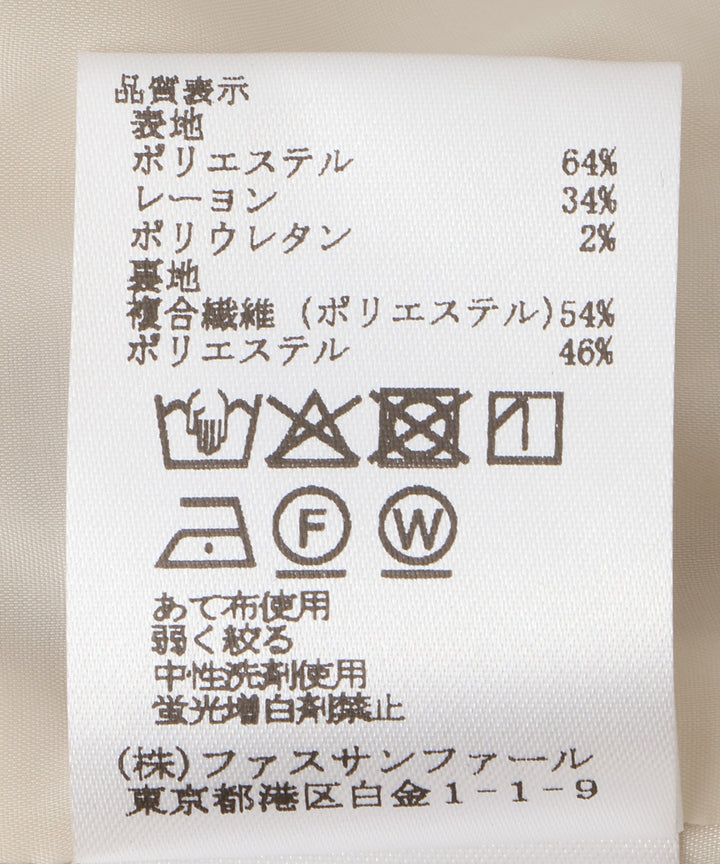 品質表示
表地
ポリエステル 64%
レーヨン 34%
ポリウレタン 2%
裏地
複合繊維 (ポリエステル)54%
ポリエステル 46%
F W
あて布使用
弱く絞る
中性洗剤使用
蛍光増白剤禁止
(株)ファスサンファール
東京都港区白金1-1-9